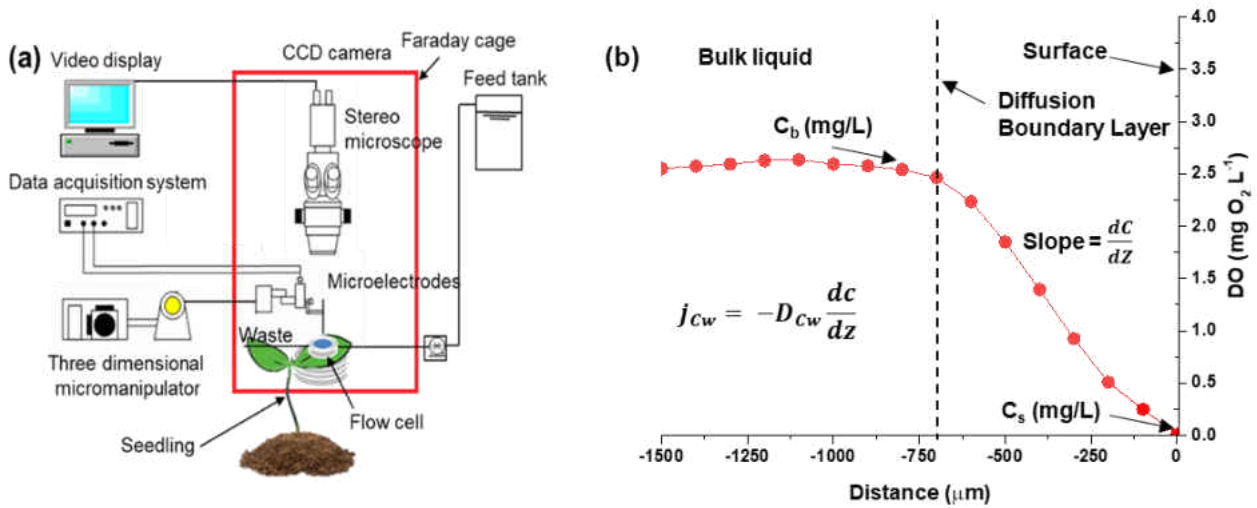 (a)
Video display
CCD camera
Faraday cage
Feed tank
Stereo
microscope
Data acquisition system
Microelectrodes
Waste
Three dimensional
micromanipulator
Flow cell
Seedling
(b)
Bulk liquid
Surface
Diffusion
Boundary Layer
C_b (mg/L)
Slope = dC/dZ
j_Cw = -D_Cw dc/dz
C_s (mg/L)
4.0
3.5
3.0
2.5
2.0
1.5
1.0
0.5
0.0
DO (mg O₂ L⁻¹)
-1500 -1250 -1000 -750 -500 -250 0
Distance (μm)